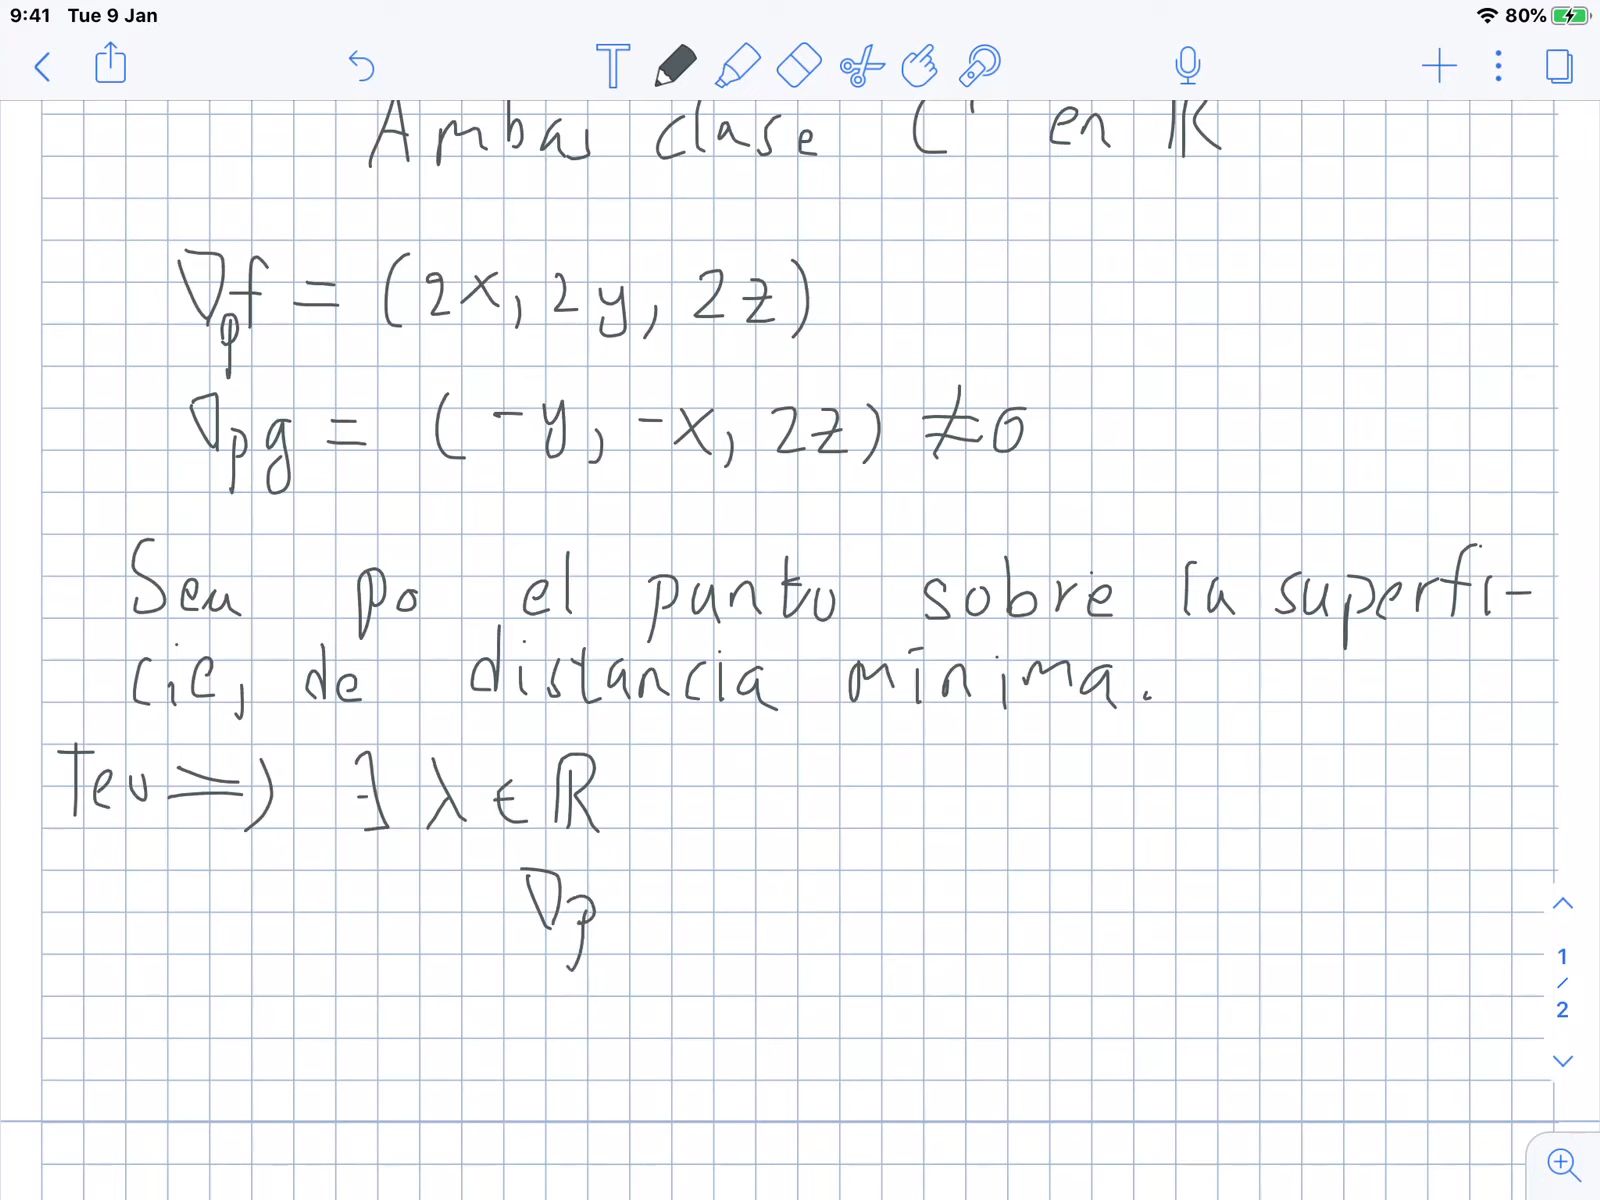 9:41 Tue 9 Jan 80%
Ambas clase C¹ en R
∇pf = (2x, 2y, 2z)
∇pg = (-y, -x, 2z) ≠ 0
Sea p0 el punto sobre la superfi-
cie, de distancia mínima.
Teo ⇒ ∃ λ ∈ ℝ
∇p
1
/
2